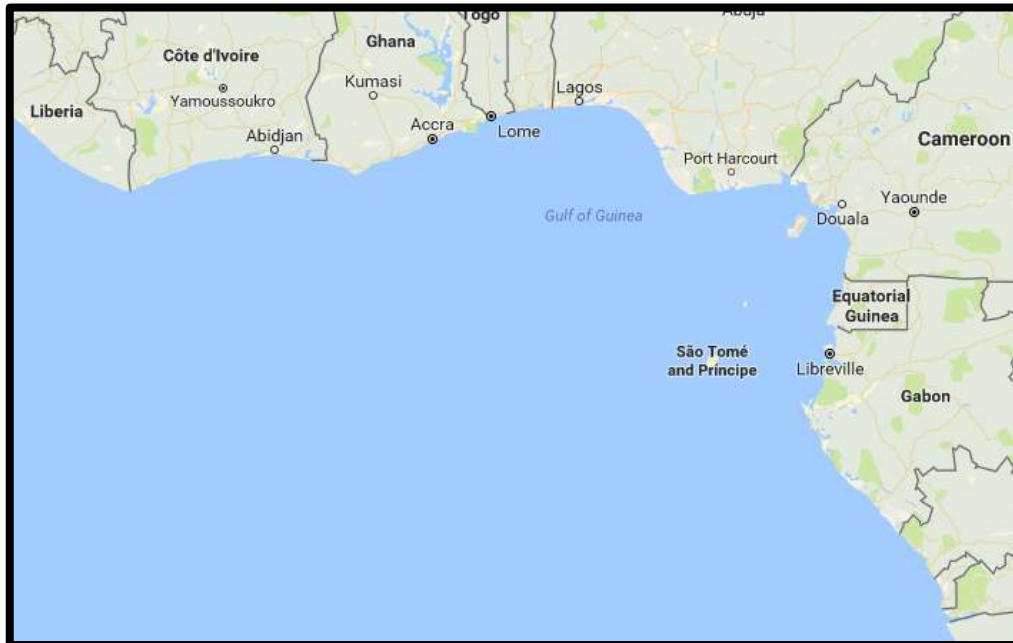 Togo
Abuja
Ghana
Côte d'Ivoire
Kumasi
Lagos
Yamoussoukro
Liberia
Accra
Lome
Abidjan
Cameroon
Port Harcourt
Yaounde
Douala
Gulf of Guinea
Equatorial
Guinea
São Tomé
and Príncipe
Libreville
Gabon